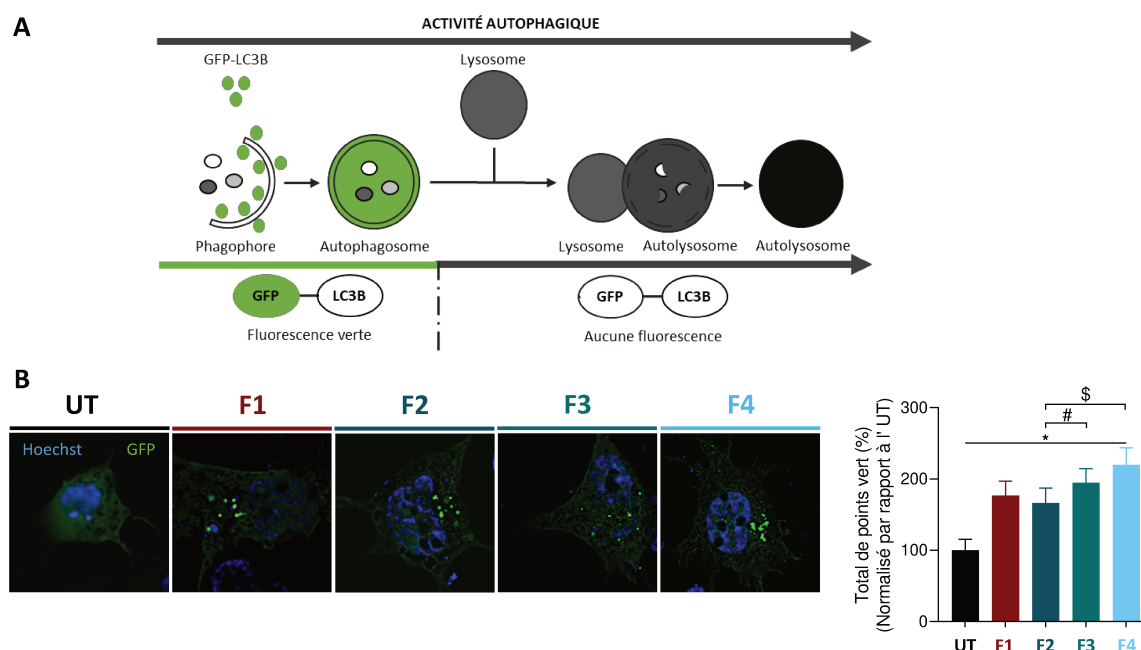 A
ACTIVITÉ AUTOPHAGIQUE
GFP-LC3B
Lysosome
Phagophore
Autophagosome
Lysosome
Autolysosome
Autolysosome
GFP
LC3B
GFP
LC3B
Fluorescence verte
Aucune fluorescence
B
UT
F1
F2
F3
F4
Hoechst
GFP
Total de points vert (%)
(Normalisé par rapport à l' UT)
300
200
100
0
$
#
*
UT
F1
F2
F3
F4